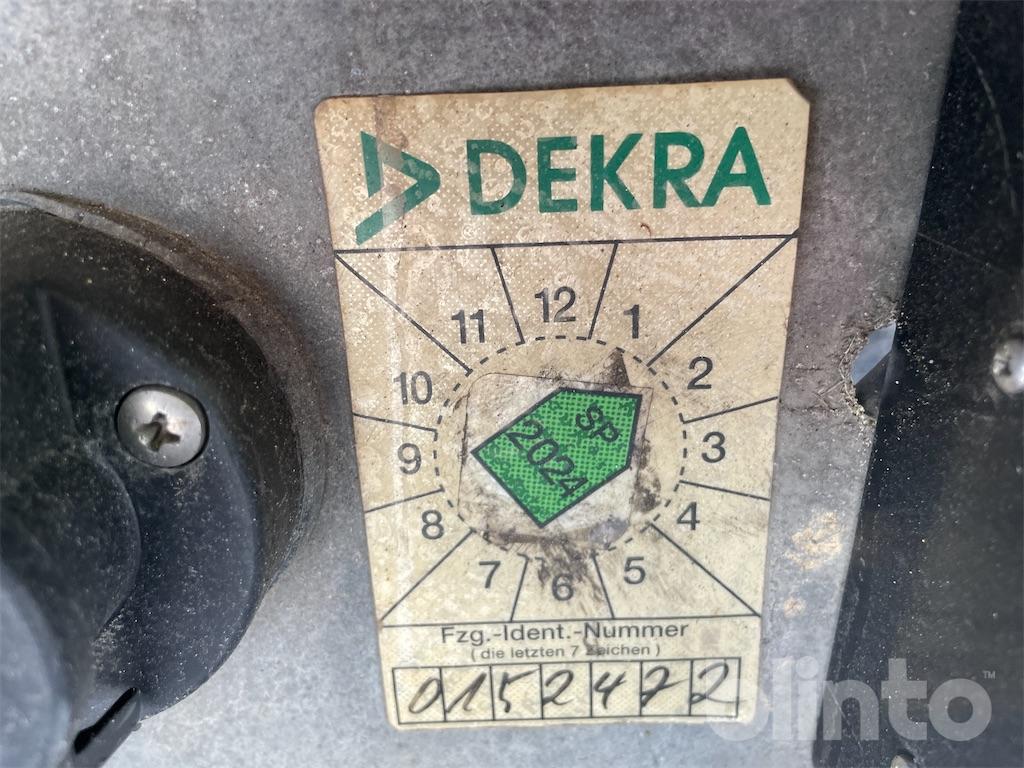 DEKRA
12
11
1
10
2
9
3
8
4
7
5
6
SP
2024
Fzg.-Ident.-Nummer
(die letzten 7 Zeichen)
0152472
klinto™